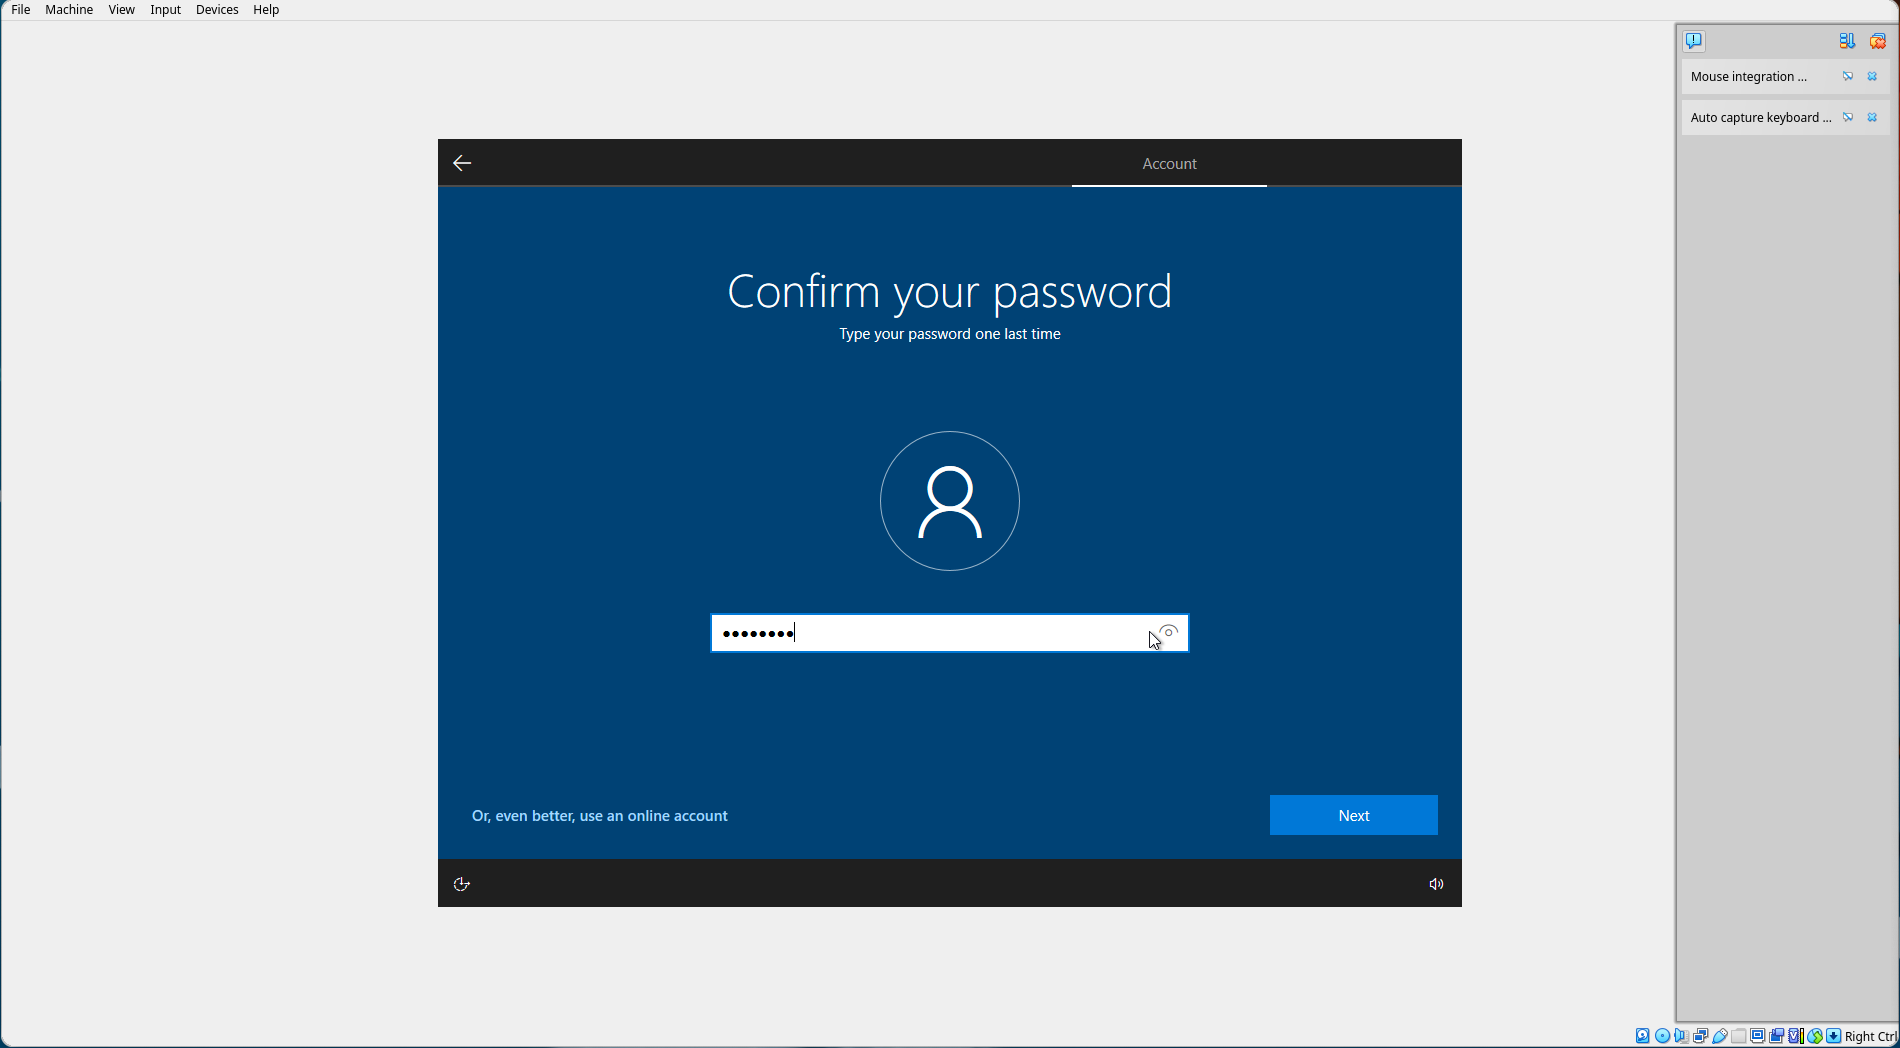 File Machine View Input Devices Help
Mouse integration ...
Auto capture keyboard ...
Account
Confirm your password
Type your password one last time
••••••••
Or, even better, use an online account
Next
Right Ctrl